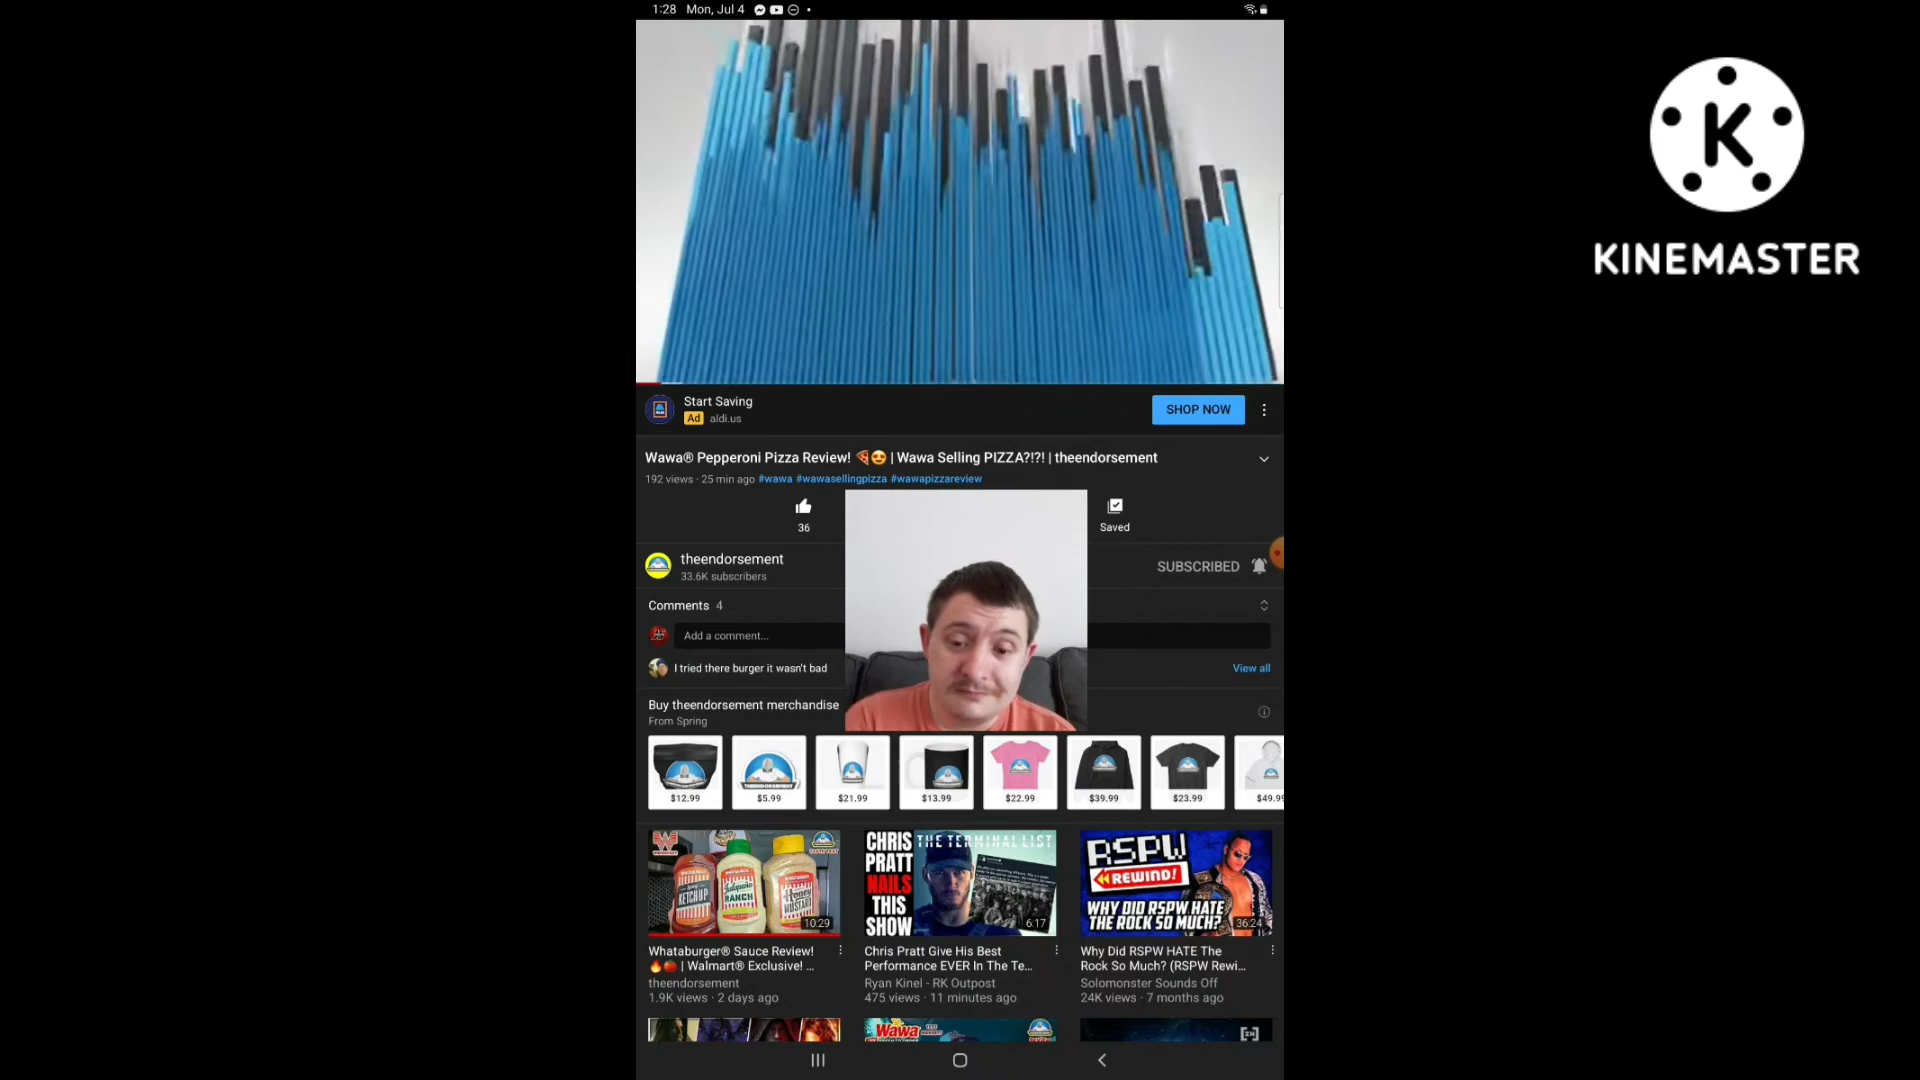 1:28 Mon, Jul 4
KINEMASTER
Start Saving
Ad aldi.us
SHOP NOW
Wawa® Pepperoni Pizza Review! 🍕😍 | Wawa Selling PIZZA?!?! | theendorsement
192 views · 25 min ago #wawa #wawasellingpizza #wawapizzareview
36
Saved
theendorsement
33.6K subscribers
SUBSCRIBED
Comments 4
Add a comment...
I tried there burger it wasn't bad
View all
Buy theendorsement merchandise
From Spring
$12.99
$5.99
$21.99
$13.99
$22.99
$39.99
$23.99
$49.99
KETCHUP
RANCH
10:29
CHRIS PRATT NAILS THIS SHOW
THE TERMINAL LIST
6:17
RSPW
REWIND!
WHY DID RSPW HATE
THE ROCK SO MUCH?
36:24
Whataburger® Sauce Review!
🔥🍅 | Walmart® Exclusive! ...
theendorsement
1.9K views · 2 days ago
Chris Pratt Give His Best
Performance EVER In The Te...
Ryan Kinel - RK Outpost
475 views · 11 minutes ago
Why Did RSPW HATE The
Rock So Much? (RSPW Rewi...
Solomonster Sounds Off
24K views · 7 months ago
Wawa